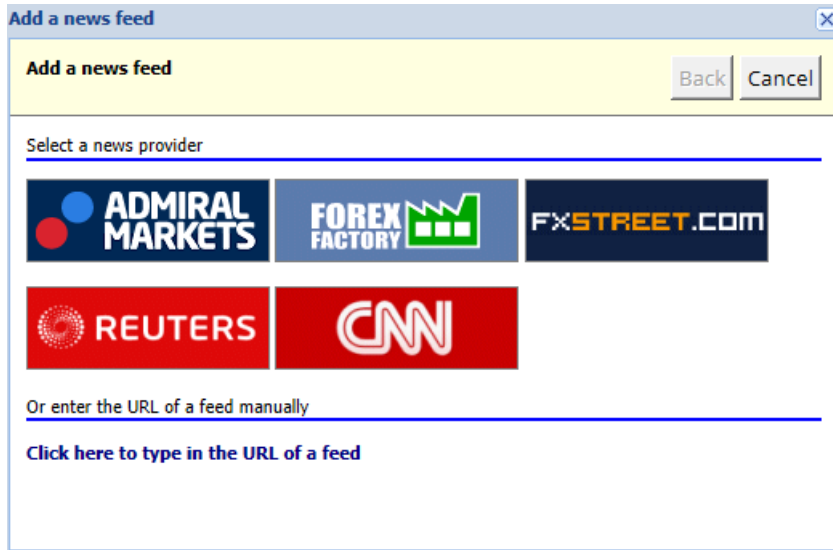 Add a news feed
Add a news feed
Back Cancel
Select a news provider
ADMIRAL MARKETS
FOREX FACTORY
FXSTREET.COM
REUTERS
CNN
Or enter the URL of a feed manually
Click here to type in the URL of a feed